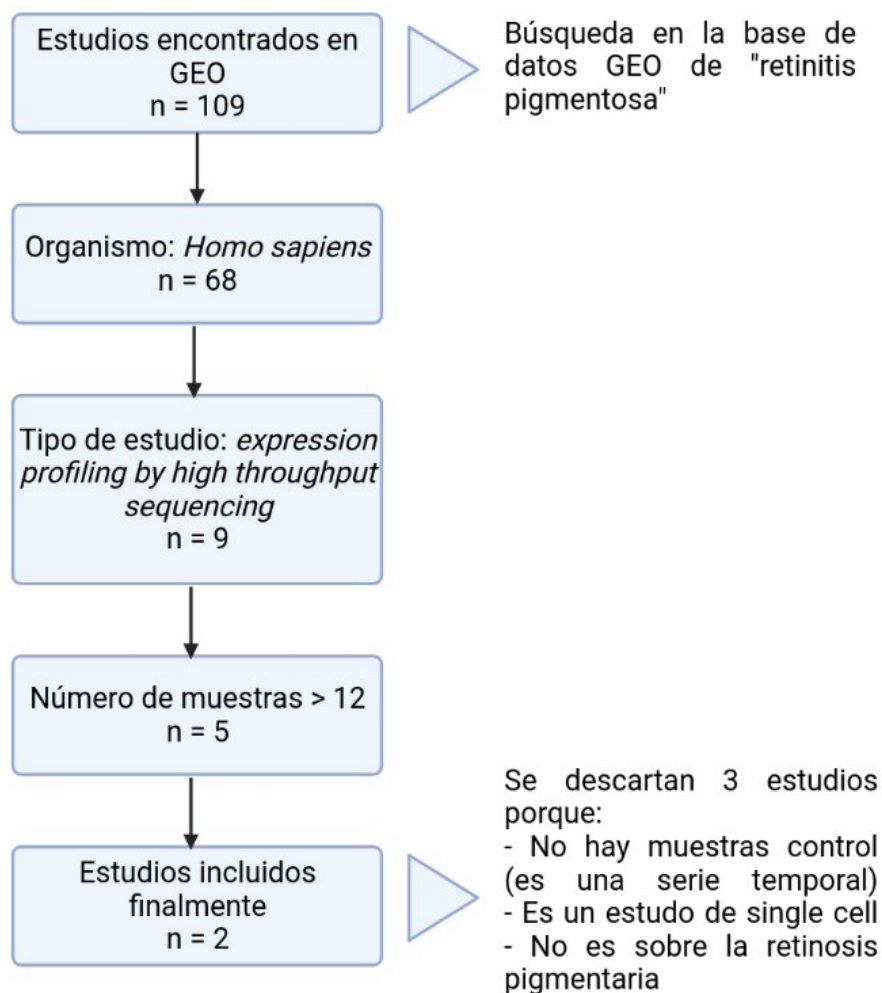 Estudios encontrados en
GEO
n = 109
Búsqueda en la base de
datos GEO de "retinitis
pigmentosa"
Organismo: Homo sapiens
n = 68
Tipo de estudio: expression
profiling by high throughput
sequencing
n = 9
Número de muestras > 12
n = 5
Estudios incluidos
finalmente
n = 2
Se descartan 3 estudios
porque:
- No hay muestras control
(es una serie temporal)
- Es un estudo de single cell
- No es sobre la retinosis
pigmentaria